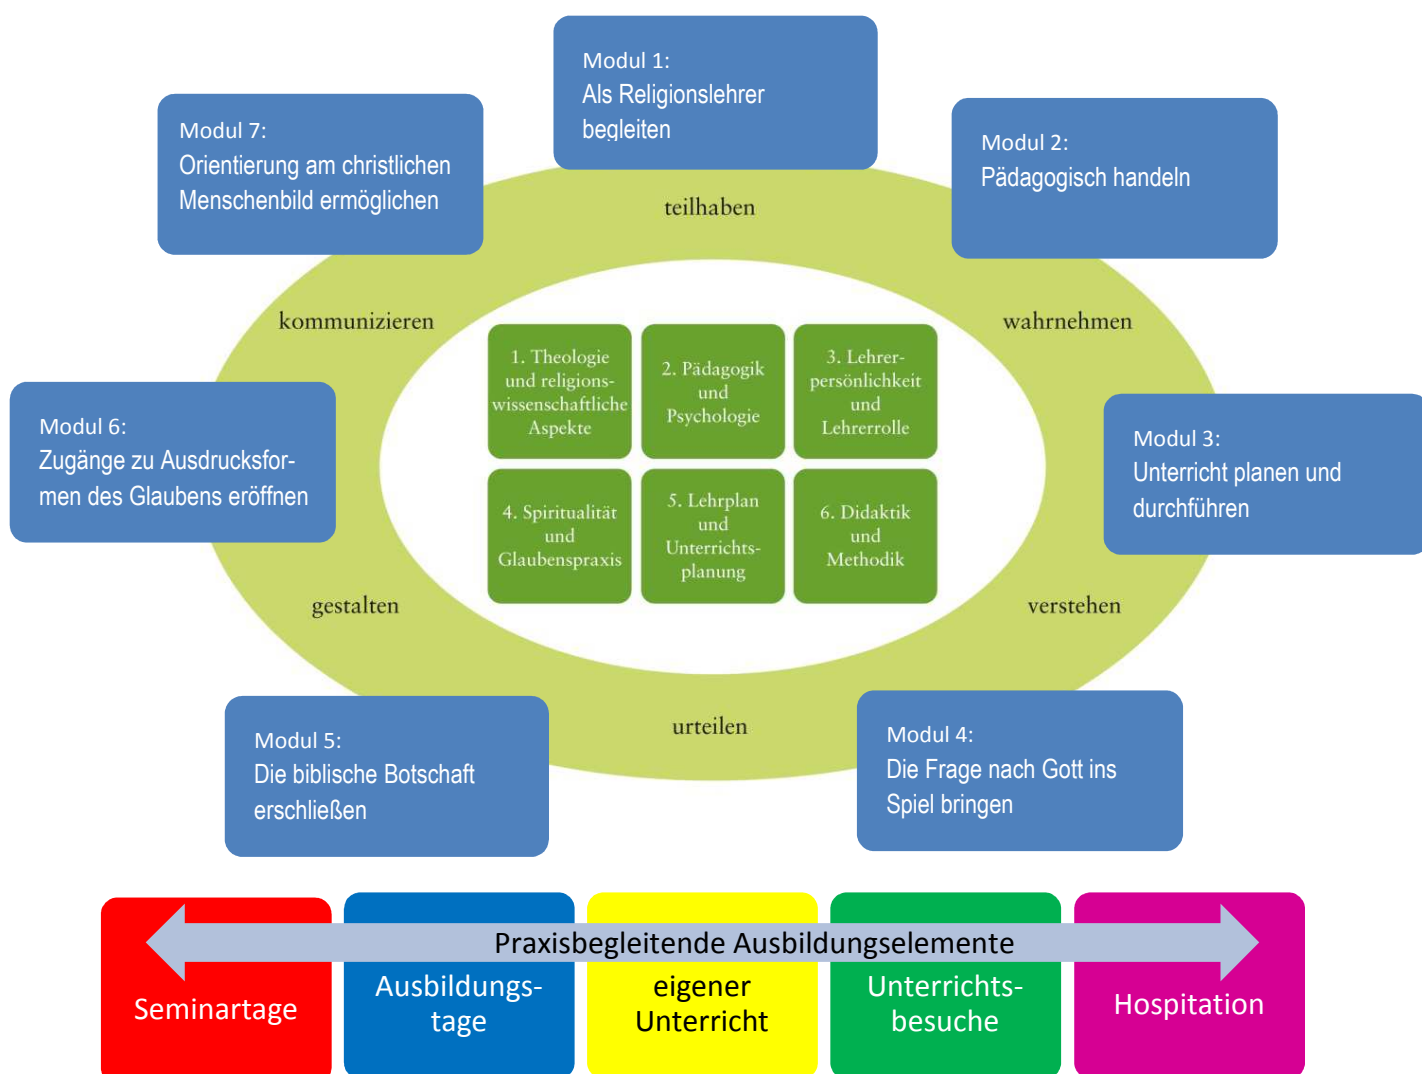 Modul 1:
Als Religionslehrer
begleiten
Modul 7:
Orientierung am christlichen
Menschenbild ermöglichen
Modul 2:
Pädagogisch handeln
teilhaben
kommunizieren
wahrnehmen
1. Theologie
und religions-
wissenschaftliche
Aspekte
2. Pädagogik
und
Psychologie
3. Lehrer-
persönlichkeit
und
Lehrerrolle
Modul 6:
Zugänge zu Ausdrucksfor-
men des Glaubens eröffnen
Modul 3:
Unterricht planen und
durchführen
4. Spiritualität
und
Glaubenspraxis
5. Lehrplan
und
Unterrichts-
planung
6. Didaktik
und
Methodik
gestalten
verstehen
urteilen
Modul 5:
Die biblische Botschaft
erschließen
Modul 4:
Die Frage nach Gott ins
Spiel bringen
Praxisbegleitende Ausbildungselemente
Seminartage
Ausbildungs-
tage
eigener
Unterricht
Unterrichts-
besuche
Hospitation